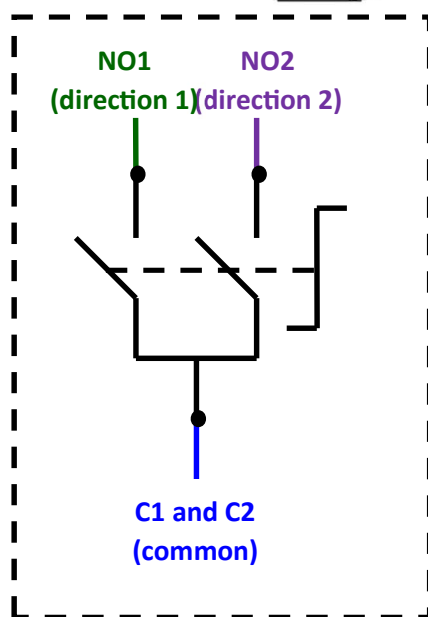 NO1
(direction 1)
NO2
(direction 2)
C1 and C2
(common)